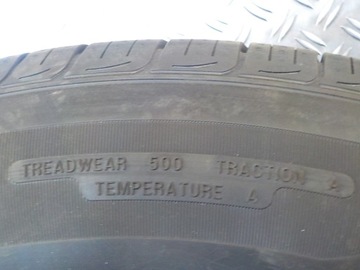 TREADWEAR 500 TRACTION A
TEMPERATURE A